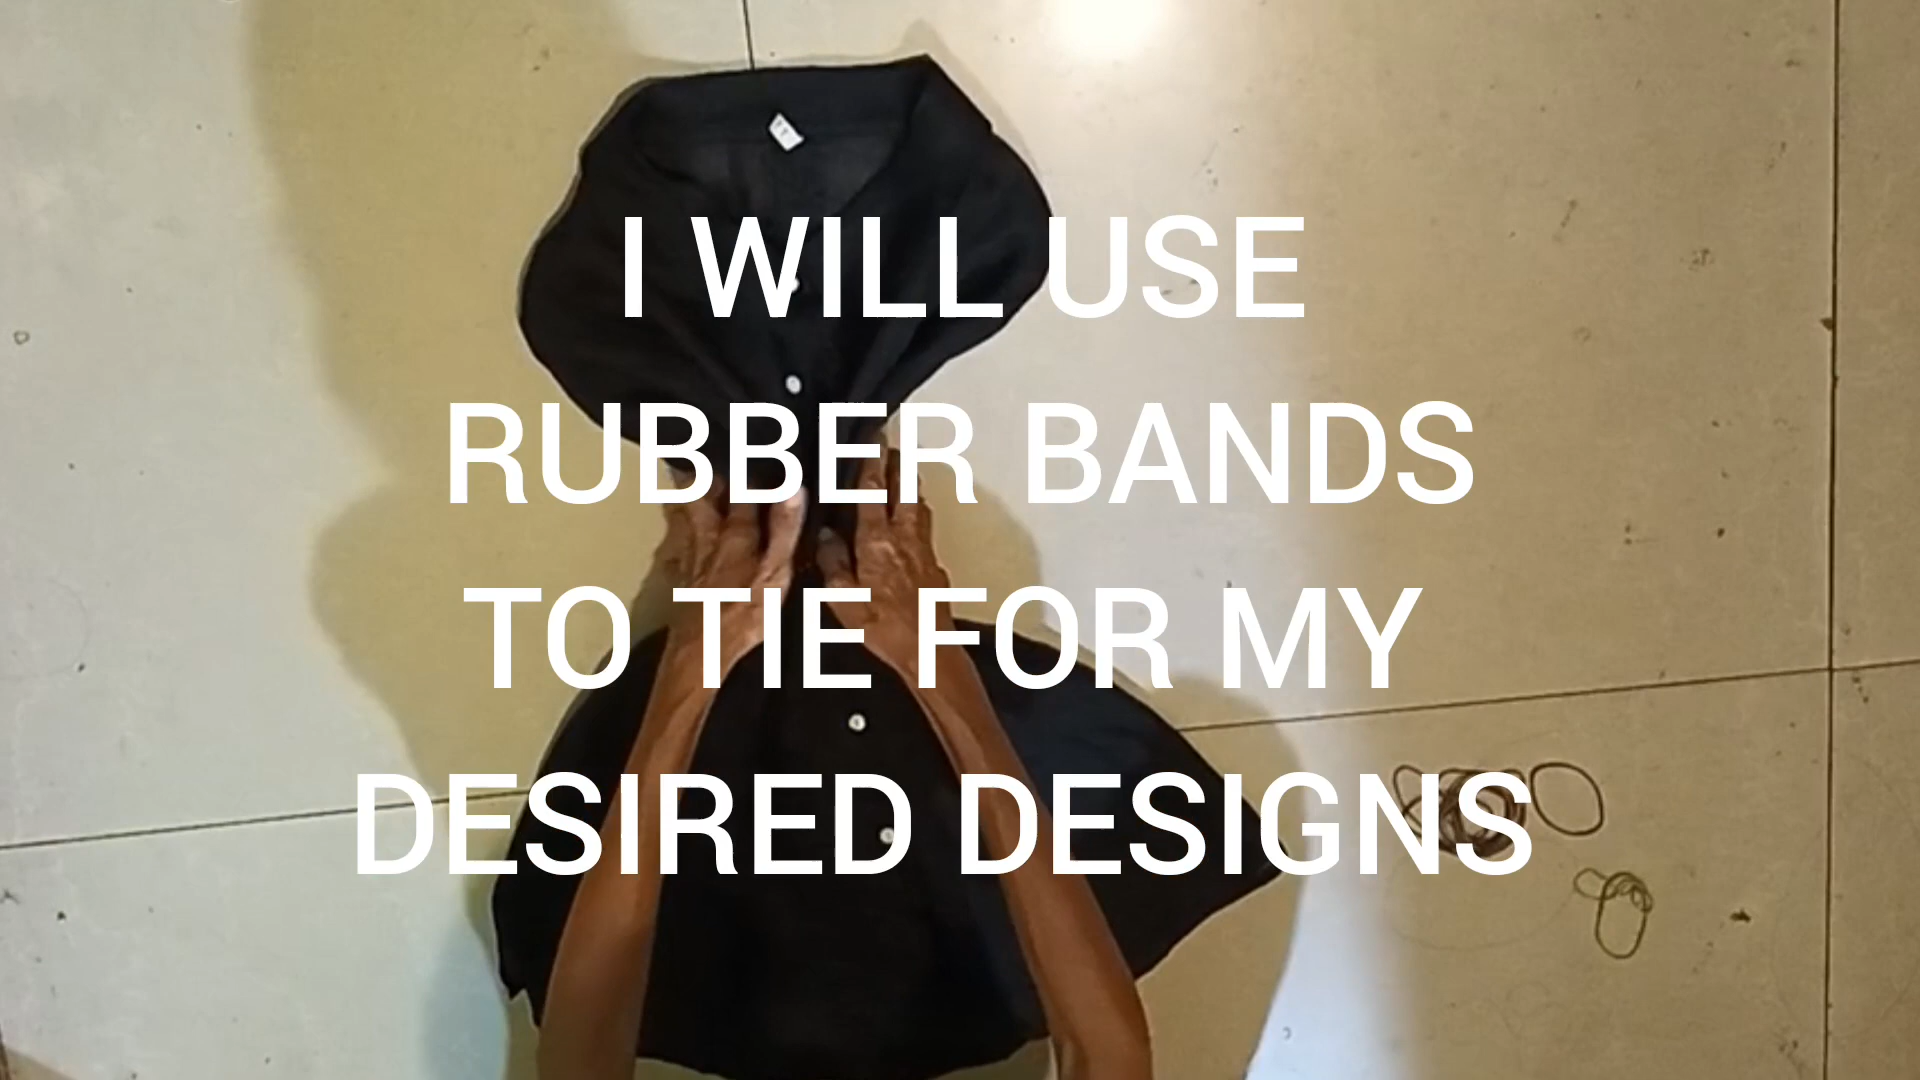 I WILL USE
RUBBER BANDS
TO TIE FOR MY
DESIRED DESIGNS